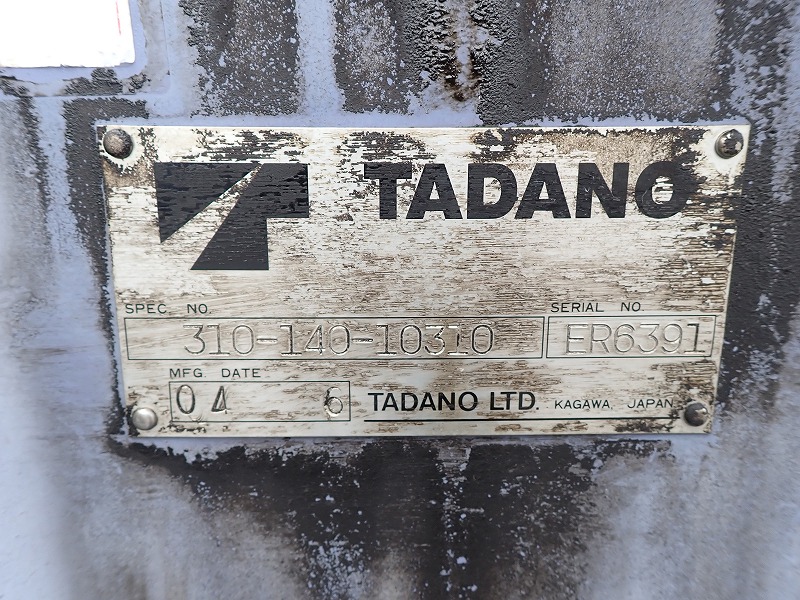 TADANO
SPEC. NO. SERIAL NO.
310-140-10310 ER6391
MFG. DATE
04 6 TADANO LTD. KAGAWA, JAPAN